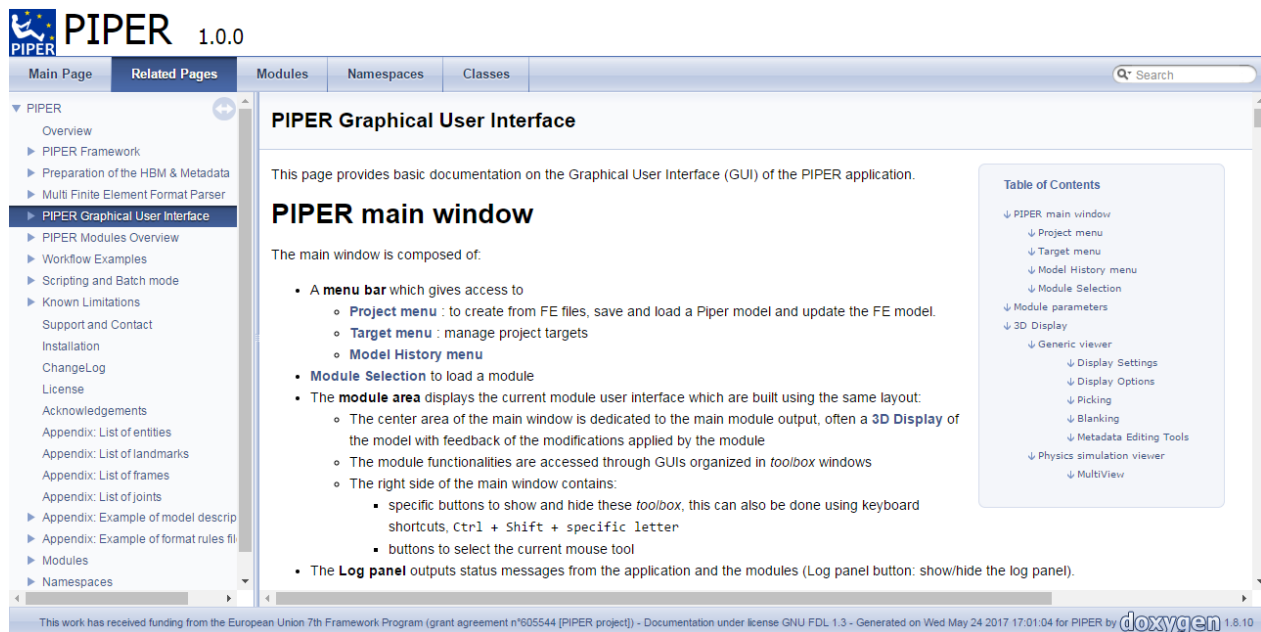 PIPER
PIPER 1.0.0
Main Page
Related Pages
Modules
Namespaces
Classes
Search
PIPER
Overview
PIPER Framework
Preparation of the HBM & Metadata
Multi Finite Element Format Parser
PIPER Graphical User Interface
PIPER Modules Overview
Workflow Examples
Scripting and Batch mode
Known Limitations
Support and Contact
Installation
ChangeLog
License
Acknowledgements
Appendix: List of entities
Appendix: List of landmarks
Appendix: List of frames
Appendix: List of joints
Appendix: Example of model descrip
Appendix: Example of format rules fil
Modules
Namespaces
PIPER Graphical User Interface
This page provides basic documentation on the Graphical User Interface (GUI) of the PIPER application.
PIPER main window
The main window is composed of:
• A menu bar which gives access to
◦ Project menu : to create from FE files, save and load a Piper model and update the FE model.
◦ Target menu : manage project targets
◦ Model History menu
• Module Selection to load a module
• The module area displays the current module user interface which are built using the same layout:
◦ The center area of the main window is dedicated to the main module output, often a 3D Display of
the model with feedback of the modifications applied by the module
◦ The module functionalities are accessed through GUIs organized in toolbox windows
◦ The right side of the main window contains:
▪ specific buttons to show and hide these toolbox, this can also be done using keyboard
shortcuts, Ctrl + Shift + specific letter
▪ buttons to select the current mouse tool
• The Log panel outputs status messages from the application and the modules (Log panel button: show/hide the log panel).
Table of Contents
↓ PIPER main window
↓ Project menu
↓ Target menu
↓ Model History menu
↓ Module Selection
↓ Module parameters
↓ 3D Display
↓ Generic viewer
↓ Display Settings
↓ Display Options
↓ Picking
↓ Blanking
↓ Metadata Editing Tools
↓ Physics simulation viewer
↓ MultiView
This work has received funding from the European Union 7th Framework Program (grant agreement n°605544 [PIPER project]) - Documentation under license GNU FDL 1.3 - Generated on Wed May 24 2017 17:01:04 for PIPER by doxygen 1.8.10